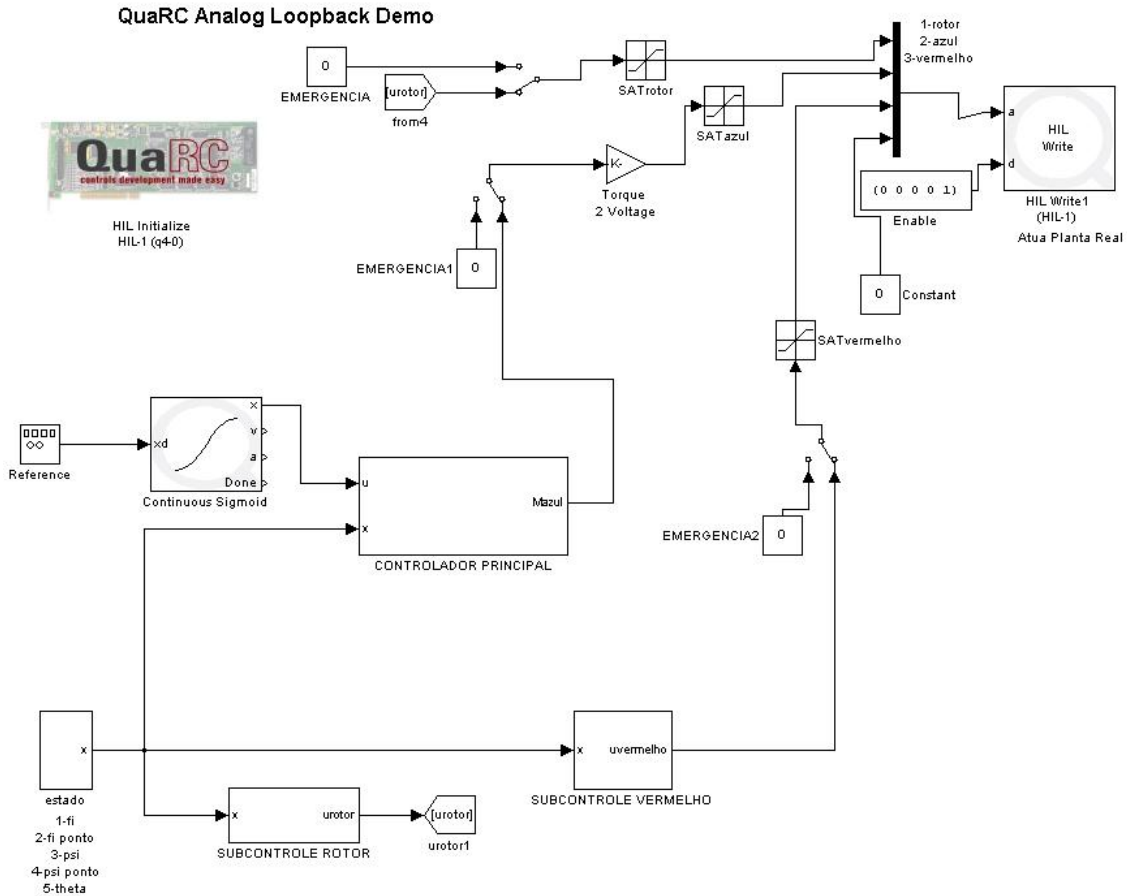 QuaRC Analog Loopback Demo
0
EMERGENCIA
[urotor]
from4
SATrotor
SATazul
1-rotor
2-azul
3-vermelho
a
HIL
Write
d
HIL Write1
(HIL-1)
Atua Planta Real
(0 0 0 0 1)
Enable
QuaRC
controls development made easy
HIL Initialize
HIL-1 (q4-0)
K-
Torque
2 Voltage
EMERGENCIA1
0
0
Constant
SATvermelho
Reference
xd
x
v
a
Done
Continuous Sigmoid
u
x
Mazul
CONTROLADOR PRINCIPAL
EMERGENCIA2
0
x
estado
1-fi
2-fi ponto
3-psi
4-psi ponto
5-theta
x
uvermelho
SUBCONTROLE VERMELHO
x
urotor
SUBCONTROLE ROTOR
[urotor]
urotor1